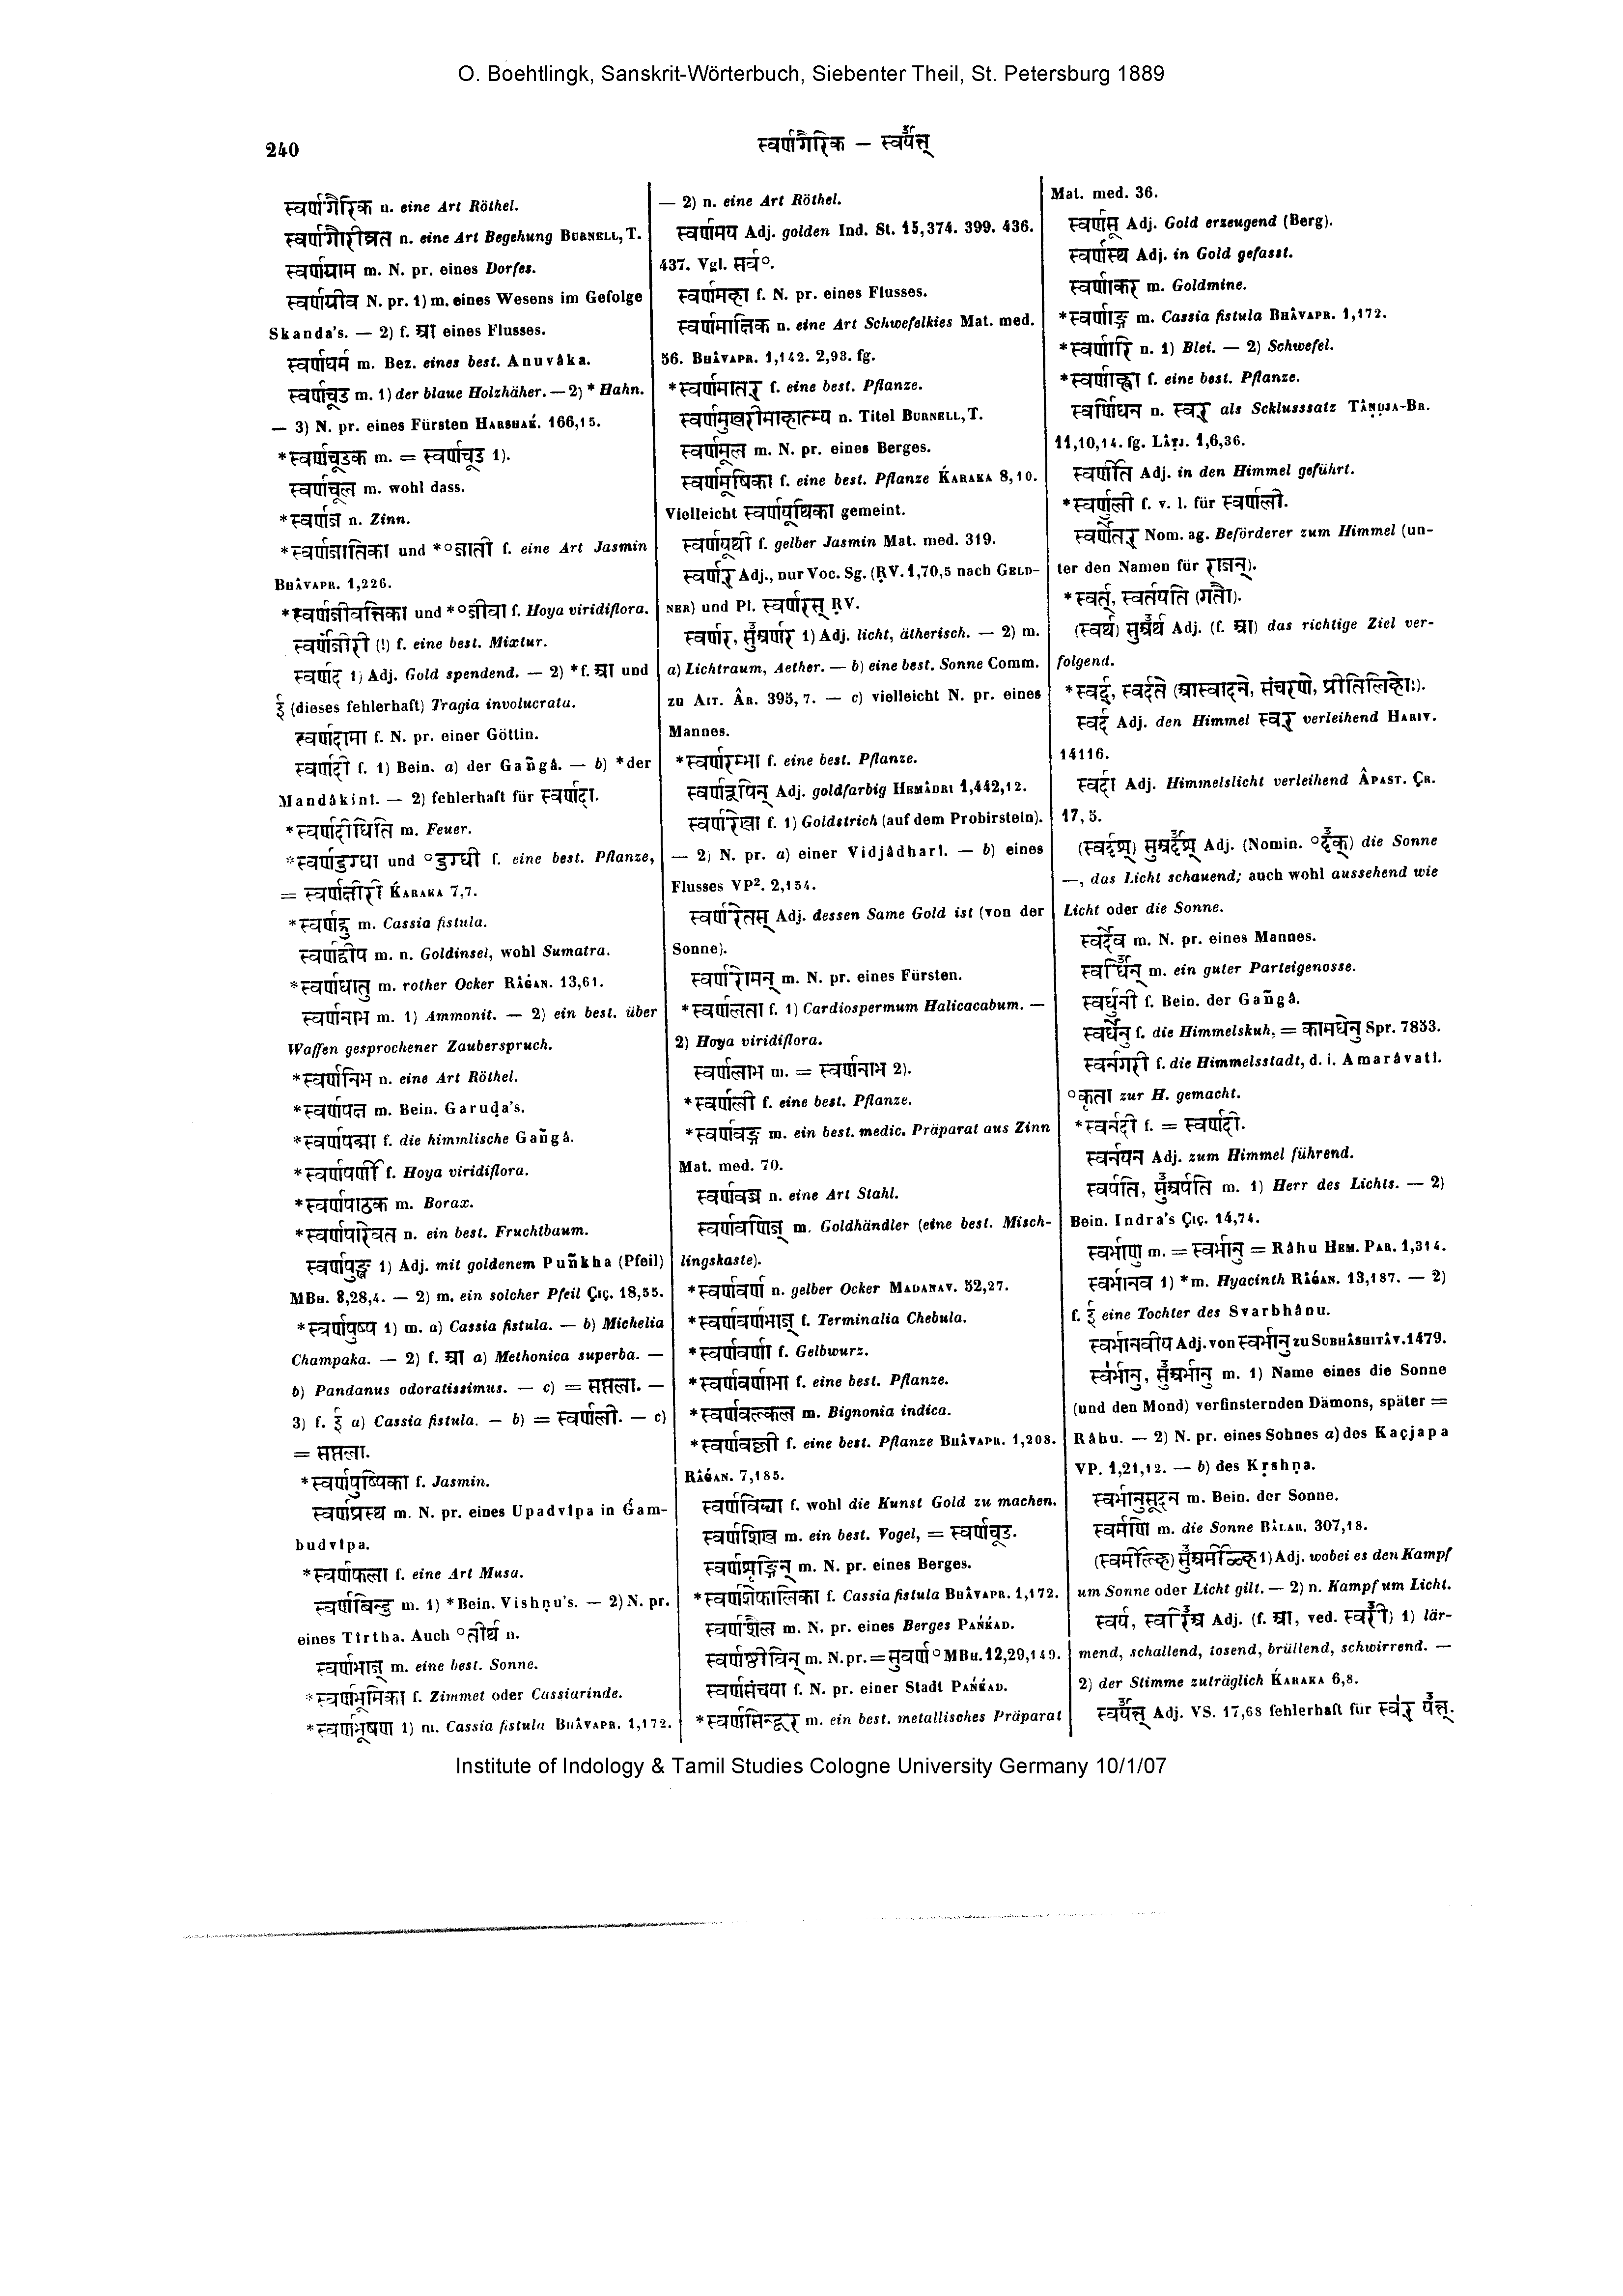 O. Boehtlingk, Sanskrit-Wörterbuch, Siebenter Theil, St. Petersburg 1889
240
स्वर्णगैरिक — स्वर्यँत्
स्वर्णगैरिक n. eine Art Röthel.
स्वर्णगौरीव्रत n. eine Art Begehung BURNELL, T.
स्वर्णग्राम m. N. pr. eines Dorfes.
स्वर्णग्रीव N. pr. 1) m. eines Wesens im Gefolge
Skanda's. — 2) f. आ eines Flusses.
स्वर्णघर्म m. Bez. eines best. Anuvâka.
स्वर्णचूड m. 1) der blaue Holzhäher. — 2) * Hahn.
— 3) N. pr. eines Fürsten HARSHAḰ. 166,15.
*स्वर्णचूडक m. = स्वर्णचूड 1).
स्वर्णचूल m. wohl dass.
*स्वर्णज n. Zinn.
*स्वर्णजातिका und *°जाती f. eine Art Jasmin
BHÂVAPR. 1,226.
*स्वर्णजीवन्तिका und *°जीवा f. Hoya viridiflora.
स्वर्णजीरी (!) f. eine best. Mixtur.
स्वर्णद 1) Adj. Gold spendend. — 2) *f. आ und
ई (dieses fehlerhaft) Tragia involucrata.
स्वर्णदामा f. N. pr. einer Göttin.
स्वर्णदी f. 1) Bein. a) der Gañgâ. — b) *der
Mandâkinî. — 2) fehlerhaft für स्वर्णदा.
*स्वर्णदीधिति m. Feuer.
*स्वर्णदुग्धा und °दुग्धी f. eine best. Pflanze,
= स्वर्णक्षीरी ḰARAKA 7,7.
*स्वर्णद्रु m. Cassia fistula.
स्वर्णद्वीप m. n. Goldinsel, wohl Sumatra.
*स्वर्णधातु m. rother Ocker RÂǴAN. 13,61.
स्वर्णनाभ m. 1) Ammonit. — 2) ein best. über
Waffen gesprochener Zauberspruch.
*स्वर्णनिभ n. eine Art Röthel.
*स्वर्णपत्त m. Bein. Garuḍa's.
*स्वर्णपद्मा f. die himmlische Gañgâ.
*स्वर्णपर्णी f. Hoya viridiflora.
*स्वर्णपाठक m. Borax.
*स्वर्णपारेवत n. ein best. Fruchtbaum.
स्वर्णपुङ्ख 1) Adj. mit goldenem Puñkha (Pfeil)
MBH. 8,28,4. — 2) m. ein solcher Pfeil ÇIÇ. 18,55.
*स्वर्णपुष्प 1) m. a) Cassia fistula. — b) Michelia
Champaka. — 2) f. आ a) Methonica superba. —
b) Pandanus odoratissimus. — c) = सप्तला. —
3) f. ई a) Cassia fistula. — b) = स्वर्णली. — c)
= सप्तला.
*स्वर्णपुष्पिका f. Jasmin.
स्वर्णप्रस्थ m. N. pr. eines Upadvîpa in Ǵam-
budvîpa.
*स्वर्णफला f. eine Art Musa.
स्वर्णबिन्दु m. 1) *Bein. Vishṇu's. — 2) N. pr.
eines Tîrtha. Auch °तीर्थ n.
स्वर्णभाज् m. eine best. Sonne.
*स्वर्णभूमिका f. Zimmet oder Cassiarinde.
*स्वर्णभूषण 1) m. Cassia fistula BHÂVAPR. 1,172.
— 2) n. eine Art Röthel.
स्वर्णमय Adj. golden Ind. St. 15,374. 399. 436.
437. Vgl. सर्व°.
स्वर्णमक्षा f. N. pr. eines Flusses.
स्वर्णमाक्षिक n. eine Art Schwefelkies Mat. med.
56. BHÂVAPR. 1,142. 2,93. fg.
*स्वर्णमातर् f. eine best. Pflanze.
स्वर्णमुखरीमाहात्म्य n. Titel BURNELL, T.
स्वर्णमूल m. N. pr. eines Berges.
स्वर्णमूषिका f. eine best. Pflanze ḰARAKA 8,10.
Vielleicht स्वर्णयूथिका gemeint.
स्वर्णयूथी f. gelber Jasmin Mat. med. 319.
स्वर्णर् Adj., nur Voc. Sg. (RV. 1,70,5 nach GELD-
NER) und Pl. स्वर्णरस् RV.
स्वर्णर, सुँअर्णर 1) Adj. licht, ätherisch. — 2) m.
a) Lichtraum, Aether. — b) eine best. Sonne Comm.
zu AIT. ÂR. 395,7. — c) vielleicht N. pr. eines
Mannes.
*स्वर्णरम्भा f. eine best. Pflanze.
स्वर्णरूपिन् Adj. goldfarbig HEMÂDRI 1,442,12.
स्वर्णरेखा f. 1) Goldstrich (auf dem Probirstein).
— 2) N. pr. a) einer Vidjâdharî. — b) eines
Flusses VP². 2,154.
स्वर्णरेतस् Adj. dessen Same Gold ist (von der
Sonne).
स्वर्णरोमन् m. N. pr. eines Fürsten.
*स्वर्णलता f. 1) Cardiospermum Halicacabum. —
2) Hoya viridiflora.
स्वर्णलाभ m. = स्वर्णनाभ 2).
*स्वर्णली f. eine best. Pflanze.
*स्वर्णवङ्ग m. ein best. medic. Präparat aus Zinn
Mat. med. 70.
स्वर्णवज्र n. eine Art Stahl.
स्वर्णवणिज् m. Goldhändler (eine best. Misch-
lingskaste).
*स्वर्णवर्ण n. gelber Ocker MADANAV. 52,27.
*स्वर्णवर्णभाज् f. Terminalia Chebula.
*स्वर्णवर्णा f. Gelbwurz.
*स्वर्णवर्णाभा f. eine best. Pflanze.
*स्वर्णवल्कल m. Bignonia indica.
*स्वर्णवल्ली f. eine best. Pflanze BHÂVAPR. 1,208.
RÂǴAN. 7,185.
स्वर्णविद्या f. wohl die Kunst Gold zu machen.
स्वर्णशिख m. ein best. Vogel, = स्वर्णचूड.
स्वर्णशृङ्गिन् m. N. pr. eines Berges.
*स्वर्णशेफालिका f. Cassia fistula BHÂVAPR. 1,172.
स्वर्णशैल m. N. pr. eines Berges PAŃḰAD.
स्वर्णष्ठीविन् m. N. pr. = सुवर्ण° MBH. 12,29,149.
स्वर्णसंचया f. N. pr. einer Stadt PAŃḰAD.
*स्वर्णसिन्दूर m. ein best. metallisches Präparat
Mat. med. 36.
स्वर्णसू Adj. Gold erzeugend (Berg).
स्वर्णस्थ Adj. in Gold gefasst.
स्वर्णाकर m. Goldmine.
*स्वर्णाङ्ग m. Cassia fistula BHÂVAPR. 1,172.
*स्वर्णारि n. 1) Blei. — 2) Schwefel.
*स्वर्णाह्वा f. eine best. Pflanze.
स्वर्णिधन n. स्वर् als Schlusssatz TÂṆḌJA-BR.
11,10,14. fg. LÂṬJ. 1,6,36.
स्वर्णीत Adj. in den Himmel geführt.
*स्वर्णुली f. v. l. für स्वर्णली.
स्वर्णेतर् Nom. ag. Beförderer zum Himmel (un-
ter den Namen für राजन्).
*स्वर्त्, स्वर्तयति (गतौ).
(स्वर्थ) सुअँर्थ Adj. (f. आ) das richtige Ziel ver-
folgend.
*स्वर्द्, स्वर्दते (आस्वादने, संचरणे, प्रीतिलिहोः).
स्वर्द Adj. den Himmel स्वर् verleihend HARIV.
14116.
स्वर्दा Adj. Himmelslicht verleihend ÂPAST. ÇR.
17,5.
(स्वर्दृश्) सुअर्दृँश् Adj. (Nomin. °दृँक्) die Sonne
—, das Licht schauend; auch wohl aussehend wie
Licht oder die Sonne.
स्वर्देव m. N. pr. eines Mannes.
स्वर्धिन् m. ein guter Parteigenosse.
स्वर्धुनी f. Bein. der Gañgâ.
स्वर्धेनु f. die Himmelskuh, = कामधेनु Spr. 7833.
स्वर्नगरी f. die Himmelsstadt, d. i. Amarâvatî.
°कृता zur H. gemacht.
*स्वर्नदी f. = स्वर्णदी.
स्वर्नयन Adj. zum Himmel führend.
स्वर्पति, सुँअर्पति m. 1) Herr des Lichts. — 2)
Bein. Indra's ÇIÇ. 14,74.
स्वर्भाण m. = स्वर्भानु = Râhu HEM. PAR. 1,314.
स्वर्भानव 1) *m. Hyacinth RÂǴAN. 13,187. — 2)
f. ई eine Tochter des Svarbhânu.
स्वर्भानवीय Adj. von स्वर्भानु zu SUBHÂSHITÂV. 1479.
स्वर्भानु, सुँअर्भानु m. 1) Name eines die Sonne
(und den Mond) verfinsternden Dämons, später =
Râhu. — 2) N. pr. eines Sohnes a) des Kaçjapa
VP. 1,21,12. — b) des Kṛshṇa.
स्वर्भानुसूदन m. Bein. der Sonne.
स्वर्मणि m. die Sonne BÂLAR. 307,18.
(स्वर्मीळ्ह) सुँअर्मीळ्ह 1) Adj. wobei es den Kampf
um Sonne oder Licht gilt. — 2) n. Kampf um Licht.
स्वर्य, स्वरिअ Adj. (f. आ, ved. स्वरी) 1) lär-
mend, schallend, tosend, brüllend, schwirrend. —
2) der Stimme zuträglich ḰARAKA 6,8.
स्वर्यँत् Adj. VS. 17,68 fehlerhaft für स्वर् यँत्.
Institute of Indology & Tamil Studies Cologne University Germany 10/1/07